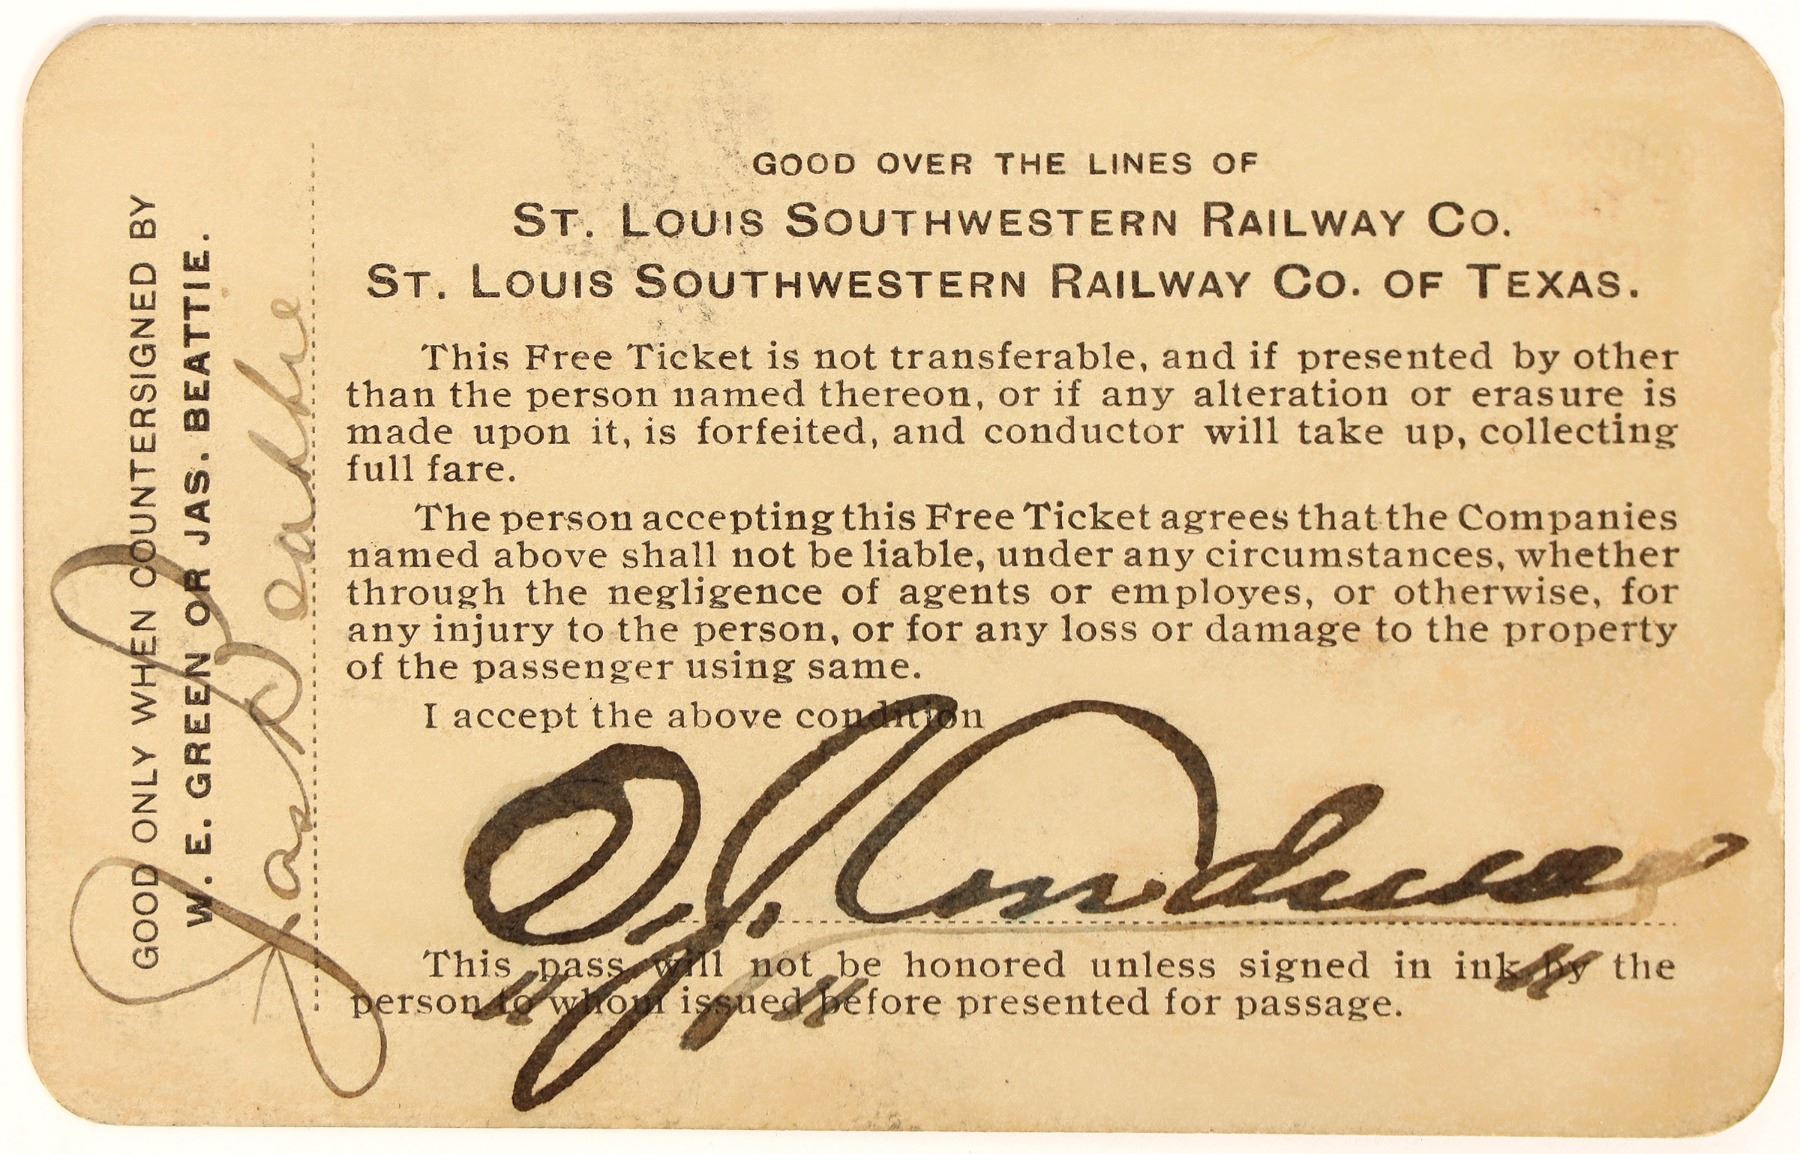 GOOD ONLY WHEN COUNTERSIGNED BY
W. E. GREEN OR JAS. BEATTIE.
Jas Beattie
GOOD OVER THE LINES OF
ST. LOUIS SOUTHWESTERN RAILWAY CO.
ST. LOUIS SOUTHWESTERN RAILWAY CO. OF TEXAS.
This Free Ticket is not transferable, and if presented by other
than the person named thereon, or if any alteration or erasure is
made upon it, is forfeited, and conductor will take up, collecting
full fare.
The person accepting this Free Ticket agrees that the Companies
named above shall not be liable, under any circumstances, whether
through the negligence of agents or employes, or otherwise, for
any injury to the person, or for any loss or damage to the property
of the passenger using same.
I accept the above condition
This pass will not be honored unless signed in ink by the
person to whom issued before presented for passage.